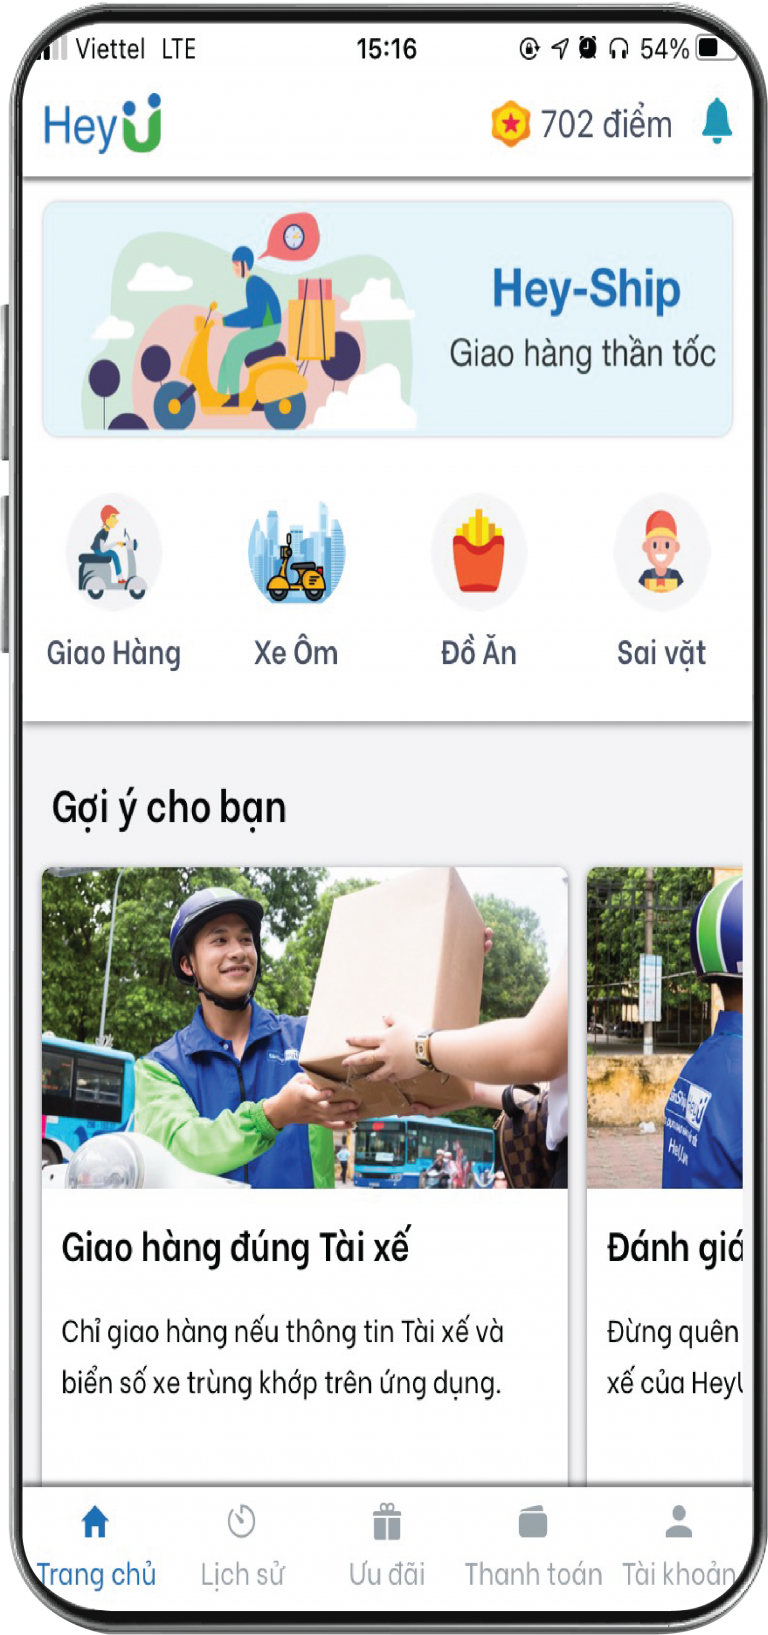 Viettel LTE 15:16 54%
HeyU 702 điểm
Hey-Ship
Giao hàng thần tốc
Giao Hàng Xe Ôm Đồ Ăn Sai vặt
Gợi ý cho bạn
Giao hàng đúng Tài xế
Chỉ giao hàng nếu thông tin Tài xế và
biển số xe trùng khớp trên ứng dụng.
Đánh giá
Đừng quên
xế của HeyU
Trang chủ Lịch sử Ưu đãi Thanh toán Tài khoản